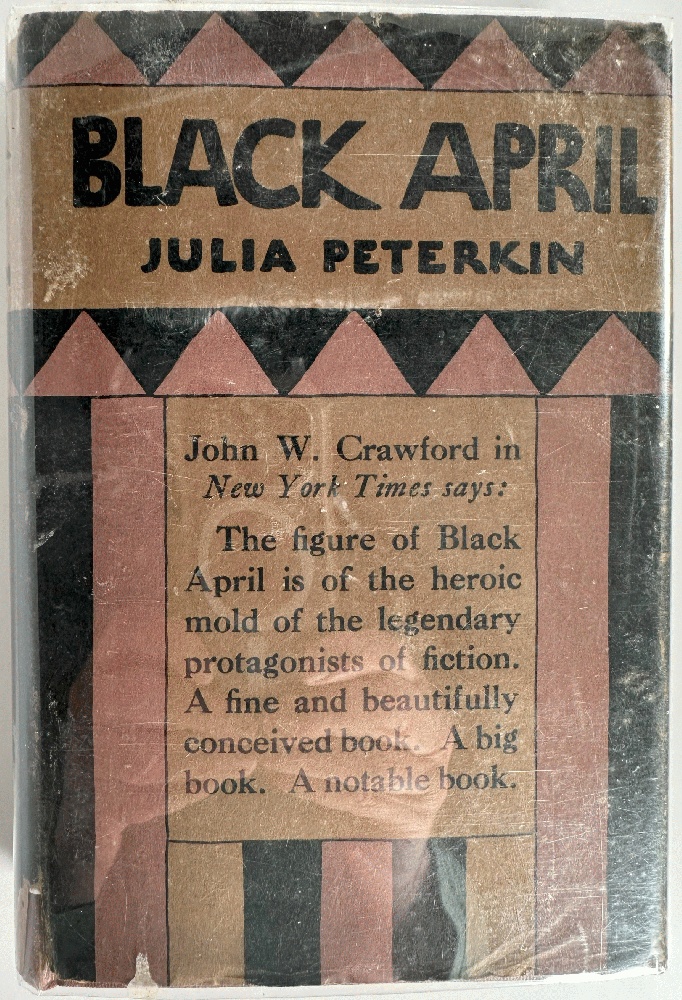 BLACK APRIL
JULIA PETERKIN
John W. Crawford in
New York Times says:
The figure of Black
April is of the heroic
mold of the legendary
protagonists of fiction.
A fine and beautifully
conceived book. A big
book. A notable book.